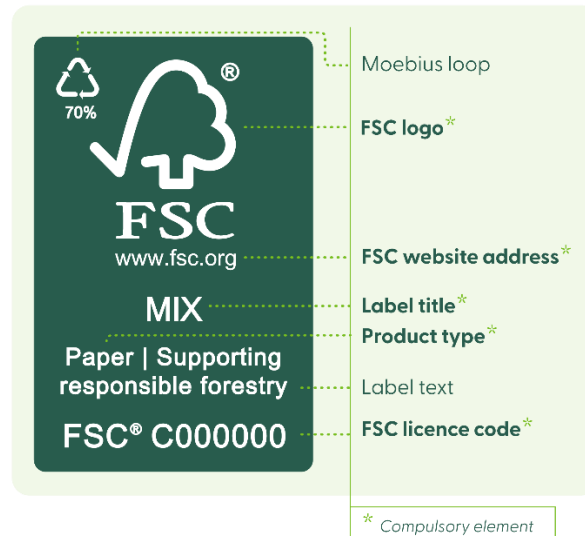 ®
70%
FSC
www.fsc.org
MIX
Paper | Supporting
responsible forestry
FSC® C000000
Moebius loop
FSC logo*
FSC website address*
Label title*
Product type*
Label text
FSC licence code*
* Compulsory element